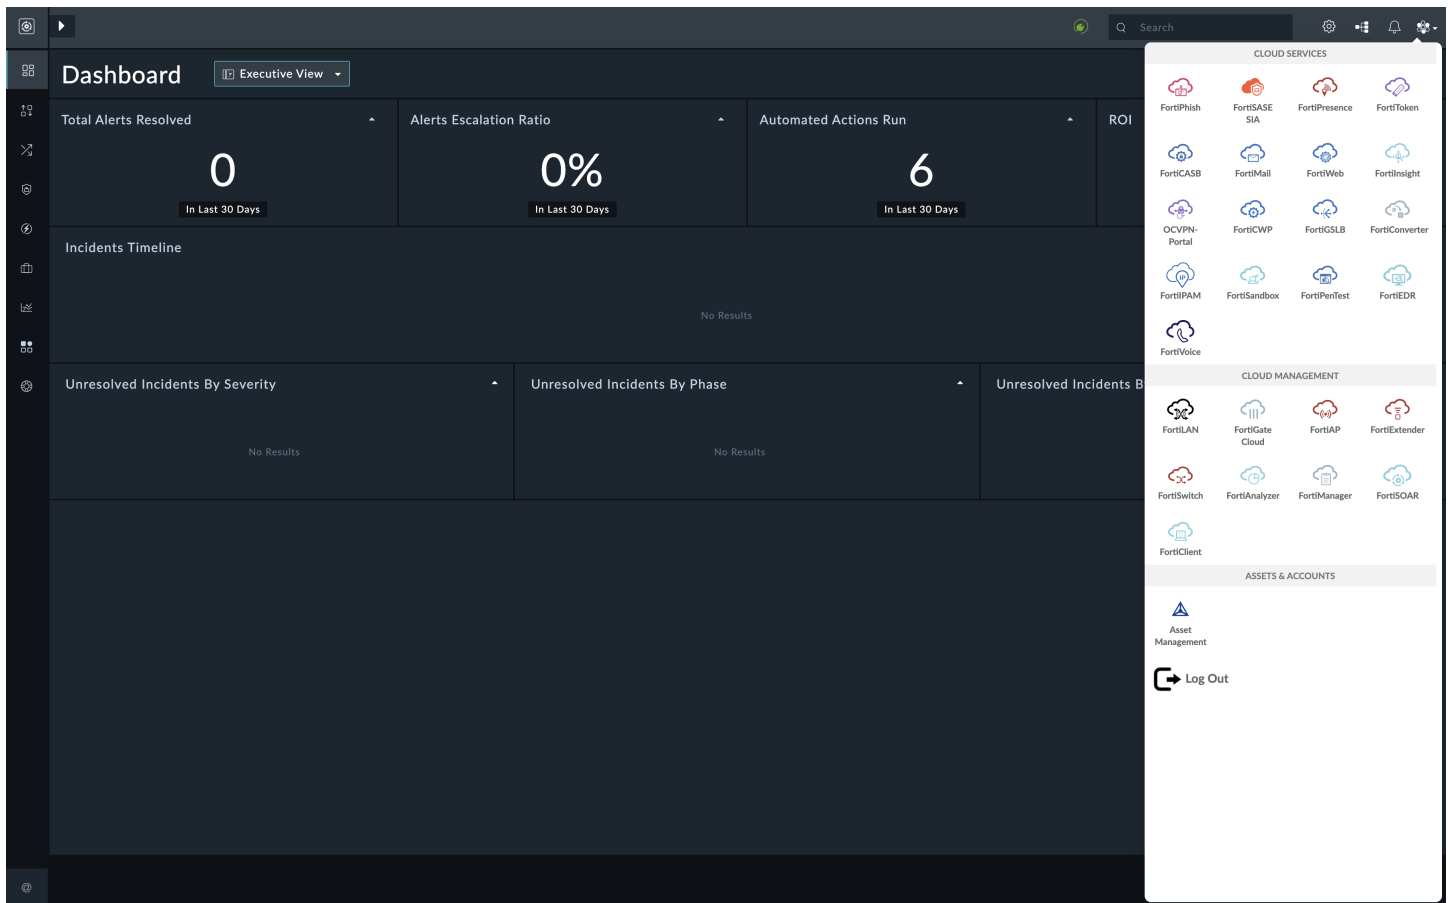 Search
Dashboard
Executive View
Total Alerts Resolved
0
In Last 30 Days
Alerts Escalation Ratio
0%
In Last 30 Days
Automated Actions Run
6
In Last 30 Days
ROI
Incidents Timeline
No Results
Unresolved Incidents By Severity
No Results
Unresolved Incidents By Phase
No Results
Unresolved Incidents B
@
CLOUD SERVICES
FortiPhish
FortiSASE
SIA
FortiPresence
FortiToken
FortiCASB
FortiMail
FortiWeb
FortiInsight
OCVPN-
Portal
FortiCWP
FortiGSLB
FortiConverter
IP
FortiIPAM
FortiSandbox
FortiPenTest
FortiEDR
FortiVoice
CLOUD MANAGEMENT
FortiLAN
FortiGate
Cloud
FortiAP
FortiExtender
FortiSwitch
FortiAnalyzer
FortiManager
FortiSOAR
FortiClient
ASSETS & ACCOUNTS
Asset
Management
Log Out